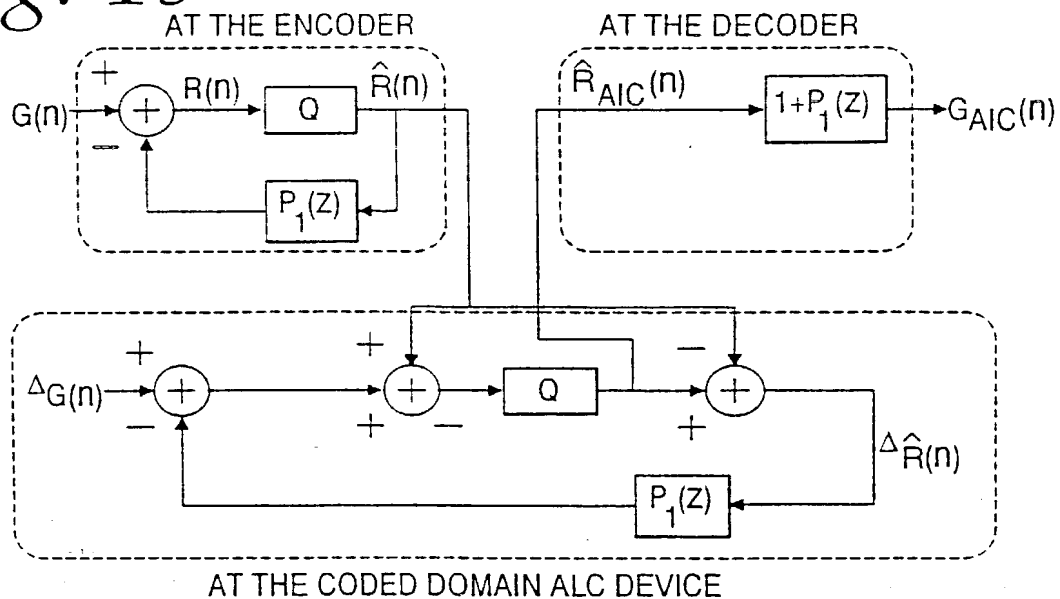 AT THE ENCODER
AT THE DECODER
+
G(n)
+
−
R(n)
Q
R̂(n)
P₁(Z)
R̂AIC(n)
1+P₁(Z)
GAIC(n)
+
ΔG(n)
+
−
+
+
+
−
Q
−
+
+
ΔR̂(n)
P₁(Z)
AT THE CODED DOMAIN ALC DEVICE